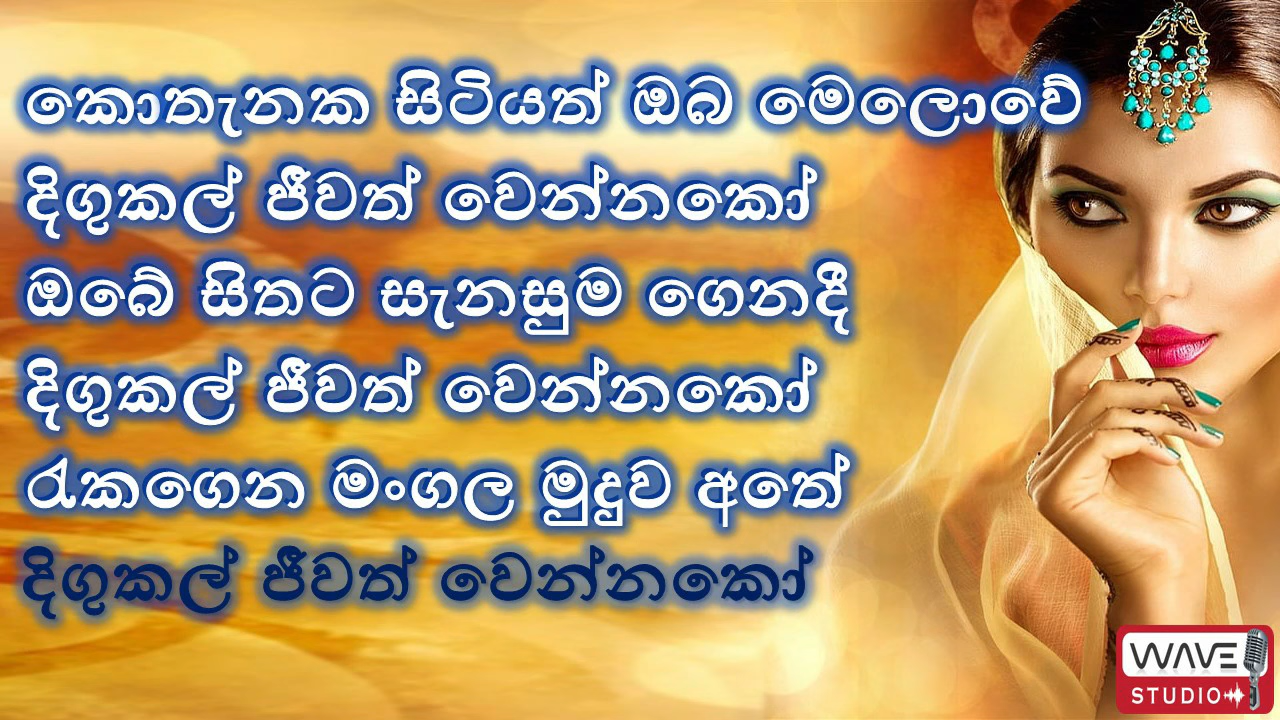 කොතැනක සිටියත් ඔබ මෙලොවේ
දිගුකල් ජීවත් වෙන්නකෝ
ඔබේ සිතට සැනසුම ගෙනදී
දිගුකල් ජීවත් වෙන්නකෝ
රැකගෙන මංගල මුදුව අතේ
දිගුකල් ජීවත් වෙන්නකෝ
WAVE
STUDIO